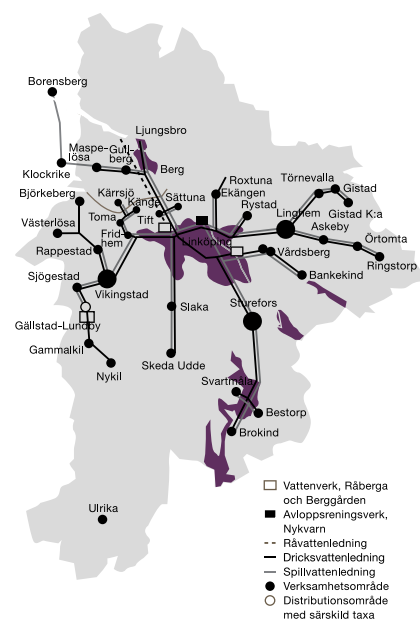 Borensberg
Ljungsbro
Maspe-
lösa
Gull-
berg
Klockrike
Berg
Björkeberg
Kärrsjö
Kånga
Sättuna
Roxtuna
Ekängen
Törnevalla
Gistad
Toma
Tift
Rystad
Linghem
Gistad K:a
Västerlösa
Frid-
hem
Linköping
Askeby
Örtomta
Rappestad
Vårdsberg
Ringstorp
Sjögestad
Vikingstad
Bankekind
Slaka
Sturefors
Gällstad-Lundby
Gammalkil
Skeda Udde
Nykil
Svartmåla
Bestorp
Brokind
Ulrika
Vattenverk, Råberga
och Berggården
Avloppsreningsverk,
Nykvarn
Råvattenledning
Dricksvattenledning
Spillvattenledning
Verksamhetsområde
Distributionsområde
med särskild taxa